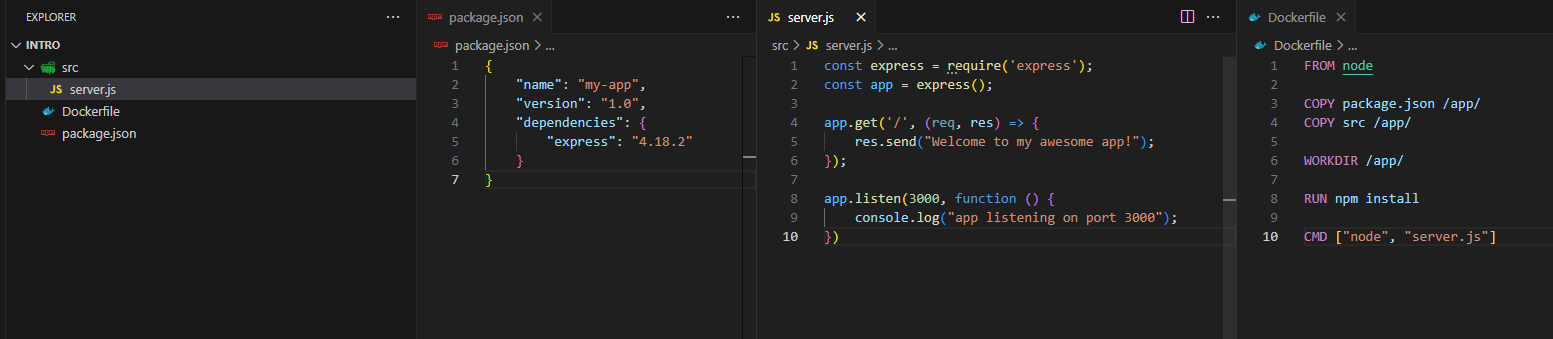 EXPLORER
...
INTRO
src
JS server.js
Dockerfile
package.json
package.json
...
package.json > ...
1 {
2 "name": "my-app",
3 "version": "1.0",
4 "dependencies": {
5 "express": "4.18.2"
6 }
7 }
JS server.js
...
src > JS server.js > ...
1 const express = require('express');
2 const app = express();
3
4 app.get('/', (req, res) => {
5 res.send("Welcome to my awesome app!");
6 });
7
8 app.listen(3000, function () {
9 console.log("app listening on port 3000");
10 })
Dockerfile
Dockerfile > ...
1 FROM node
2
3 COPY package.json /app/
4 COPY src /app/
5
6 WORKDIR /app/
7
8 RUN npm install
9
10 CMD ["node", "server.js"]